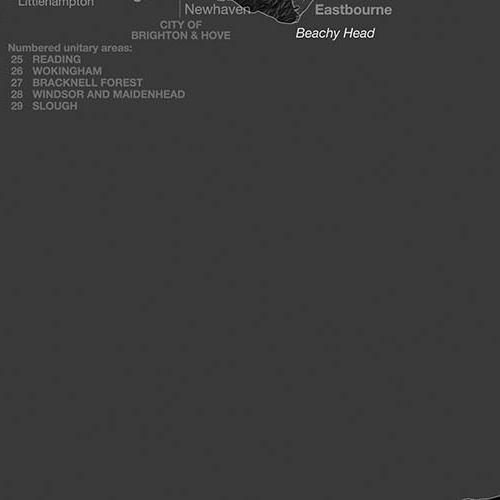 Littlehampton
Newhaven
Eastbourne
CITY OF
BRIGHTON & HOVE
Beachy Head
Numbered unitary areas:
25 READING
26 WOKINGHAM
27 BRACKNELL FOREST
28 WINDSOR AND MAIDENHEAD
29 SLOUGH